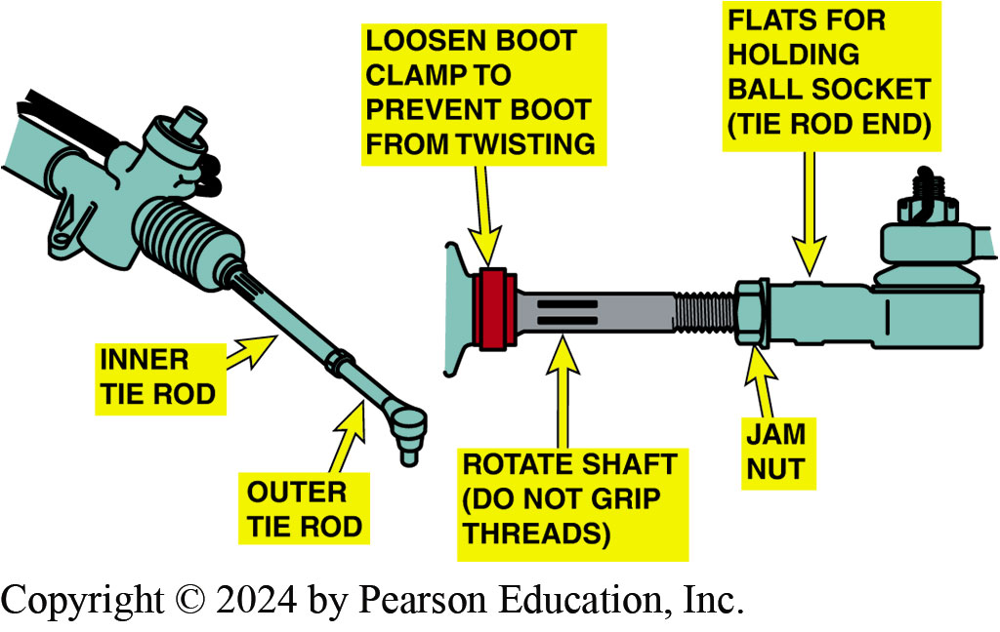 LOOSEN BOOT
CLAMP TO
PREVENT BOOT
FROM TWISTING
FLATS FOR
HOLDING
BALL SOCKET
(TIE ROD END)
INNER
TIE ROD
OUTER
TIE ROD
ROTATE SHAFT
(DO NOT GRIP
THREADS)
JAM
NUT
Copyright © 2024 by Pearson Education, Inc.